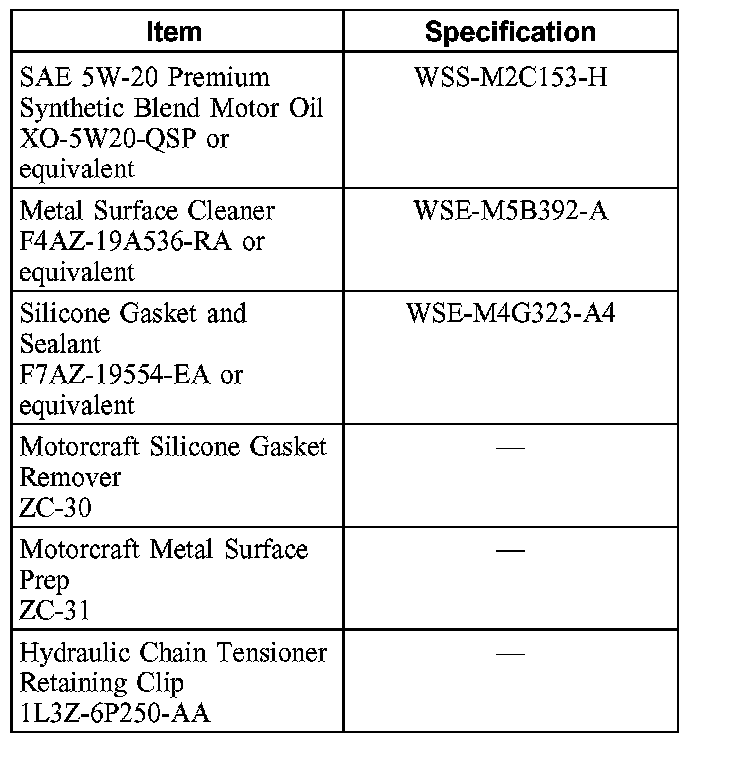 Item
Specification
SAE 5W-20 Premium
Synthetic Blend Motor Oil
XO-5W20-QSP or
equivalent
WSS-M2C153-H
Metal Surface Cleaner
F4AZ-19A536-RA or
equivalent
WSE-M5B392-A
Silicone Gasket and
Sealant
F7AZ-19554-EA or
equivalent
WSE-M4G323-A4
Motorcraft Silicone Gasket
Remover
ZC-30
—
Motorcraft Metal Surface
Prep
ZC-31
—
Hydraulic Chain Tensioner
Retaining Clip
1L3Z-6P250-AA
—